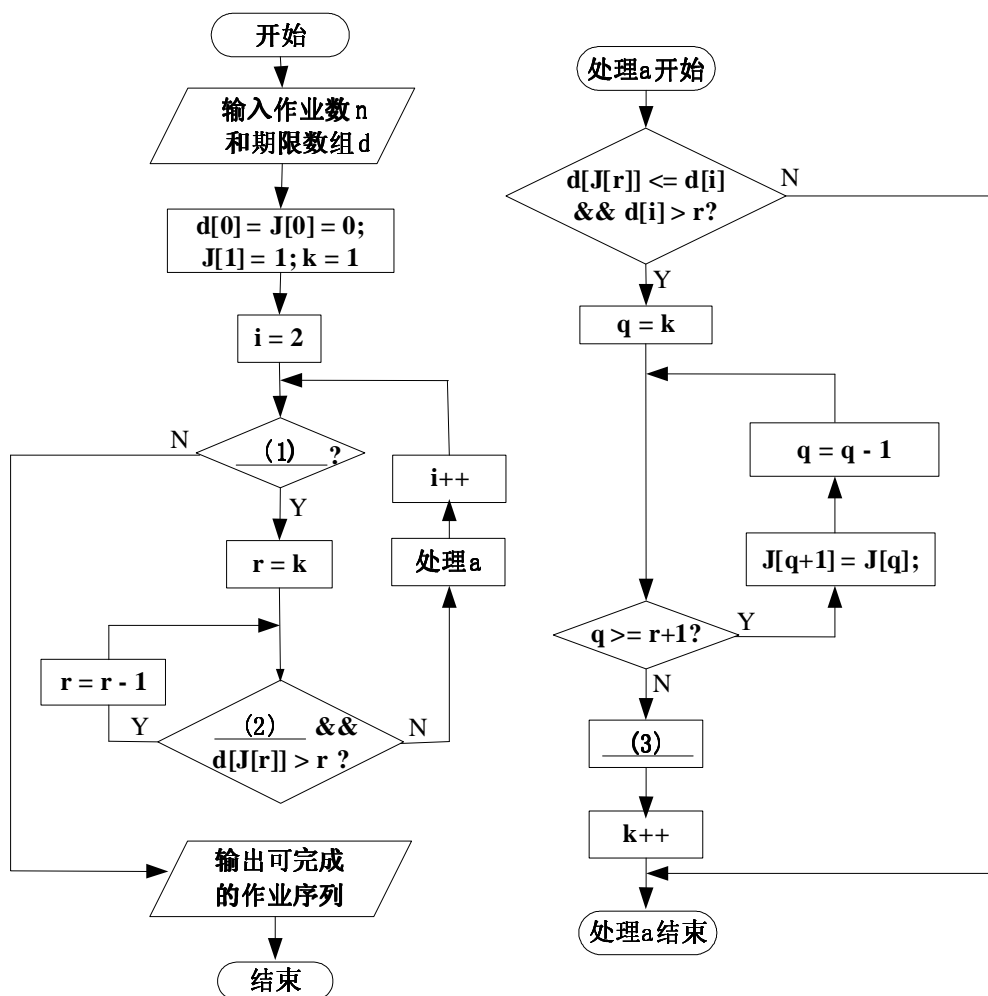 开始
输入作业数n
和期限数组d
d[0] = J[0] = 0;
J[1] = 1; k = 1
i = 2
(1) ?
N
Y
r = k
r = r - 1
Y
(2) &&
d[J[r]] > r ?
N
处理a
i++
输出可完成
的作业序列
结束
处理a开始
d[J[r]] <= d[i]
&& d[i] > r?
N
Y
q = k
q = q - 1
J[q+1] = J[q];
q >= r+1?
Y
N
(3)
k++
处理a结束